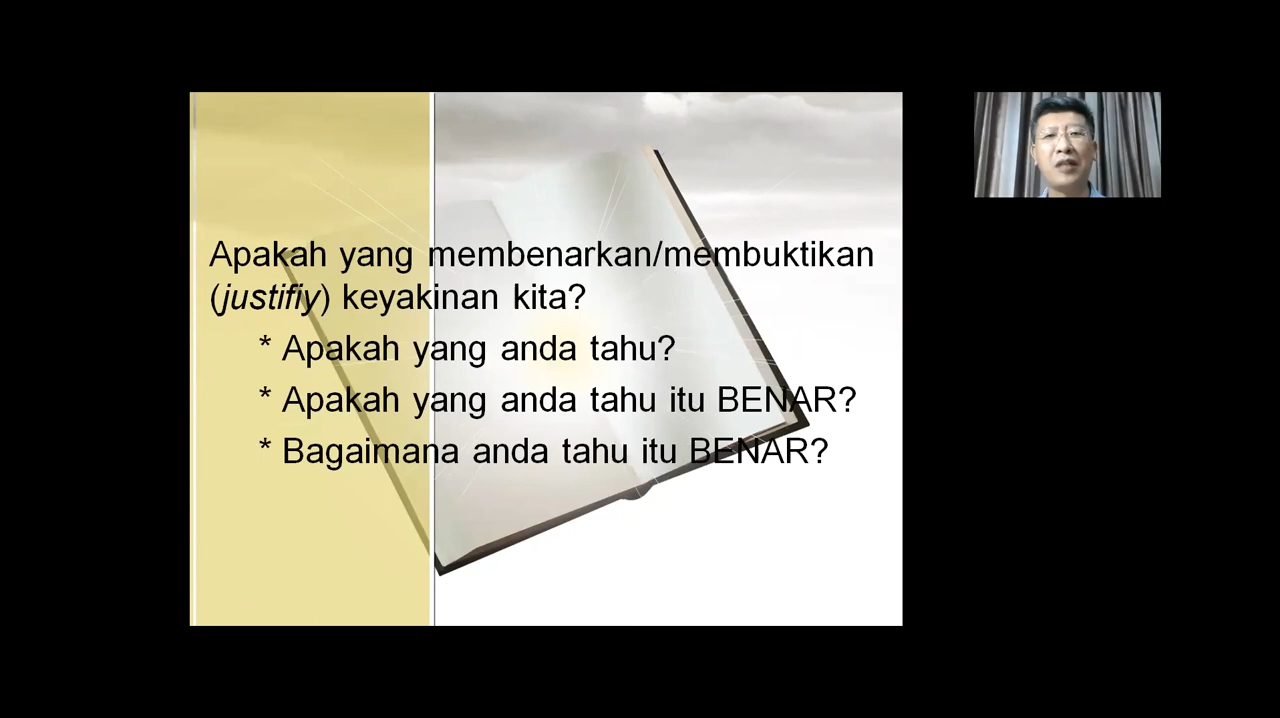 Apakah yang membenarkan/membuktikan
(justifiy) keyakinan kita?
* Apakah yang anda tahu?
* Apakah yang anda tahu itu BENAR?
* Bagaimana anda tahu itu BENAR?